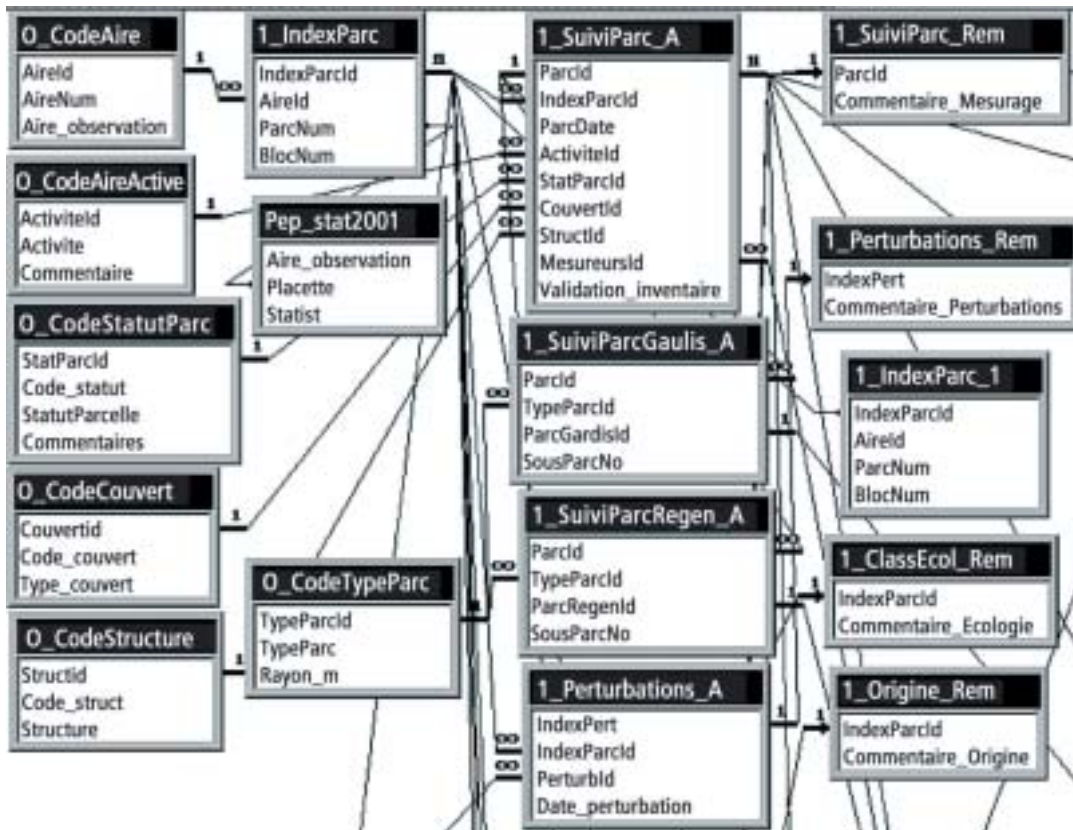 O_CodeAire
AireId
AireNum
Aire_observation
O_CodeAireActive
ActiviteId
Activite
Commentaire
O_CodeStatutParc
StatParcId
Code_statut
StatutParcelle
Commentaires
O_CodeCouvert
Couvertid
Code_couvert
Type_couvert
O_CodeStructure
Structid
Code_struct
Structure
1_IndexParc
IndexParcId
AireId
ParcNum
BlocNum
Pep_stat2001
Aire_observation
Placette
Statist
O_CodeTypeParc
TypeParcId
TypeParc
Rayon_m
1_SuiviParc_A
ParcId
IndexParcId
ParcDate
ActiviteId
StatParcId
CouvertId
StructId
MesureursId
Validation_inventaire
1_SuiviParcGaulis_A
ParcId
TypeParcId
ParcGardisId
SousParcNo
1_SuiviParcRegen_A
ParcId
TypeParcId
ParcRegenId
SousParcNo
1_Perturbations_A
IndexPert
IndexParcId
PerturbId
Date_perturbation
1_SuiviParc_Rem
ParcId
Commentaire_Mesurage
1_Perturbations_Rem
IndexPert
Commentaire_Perturbations
1_IndexParc_1
IndexParcId
AireId
ParcNum
BlocNum
1_ClassEcol_Rem
IndexParcId
Commentaire_Ecologie
1_Origine_Rem
IndexParcId
Commentaire_Origine